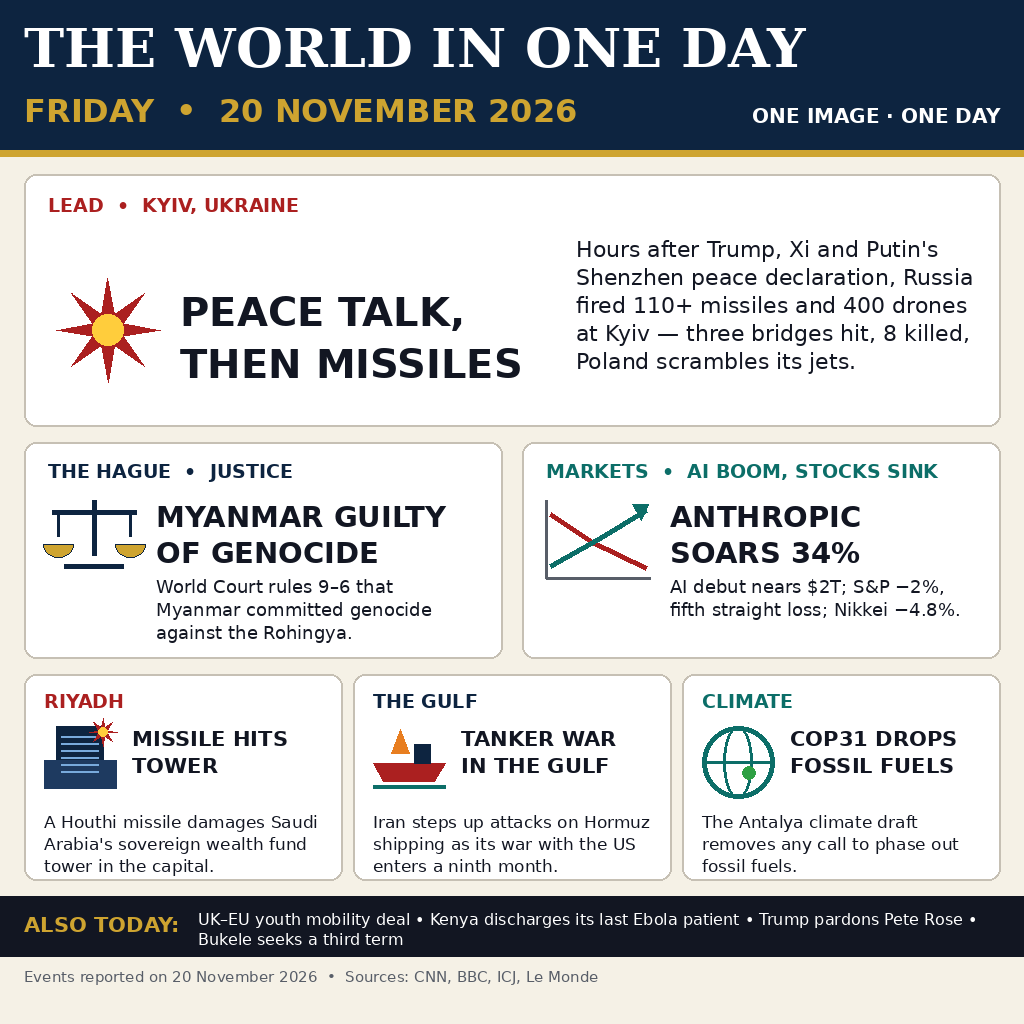 THE WORLD IN ONE DAY
FRIDAY • 20 NOVEMBER 2026
ONE IMAGE · ONE DAY
LEAD • KYIV, UKRAINE
PEACE TALK,
THEN MISSILES
Hours after Trump, Xi and Putin's
Shenzhen peace declaration, Russia
fired 110+ missiles and 400 drones
at Kyiv — three bridges hit, 8 killed,
Poland scrambles its jets.
THE HAGUE • JUSTICE
MYANMAR GUILTY
OF GENOCIDE
World Court rules 9–6 that
Myanmar committed genocide
against the Rohingya.
MARKETS • AI BOOM, STOCKS SINK
ANTHROPIC
SOARS 34%
AI debut nears $2T; S&P −2%,
fifth straight loss; Nikkei −4.8%.
RIYADH
MISSILE HITS
TOWER
A Houthi missile damages Saudi
Arabia's sovereign wealth fund
tower in the capital.
THE GULF
TANKER WAR
IN THE GULF
Iran steps up attacks on Hormuz
shipping as its war with the US
enters a ninth month.
CLIMATE
COP31 DROPS
FOSSIL FUELS
The Antalya climate draft
removes any call to phase out
fossil fuels.
ALSO TODAY:
UK–EU youth mobility deal • Kenya discharges its last Ebola patient • Trump pardons Pete Rose •
Bukele seeks a third term
Events reported on 20 November 2026 • Sources: CNN, BBC, ICJ, Le Monde